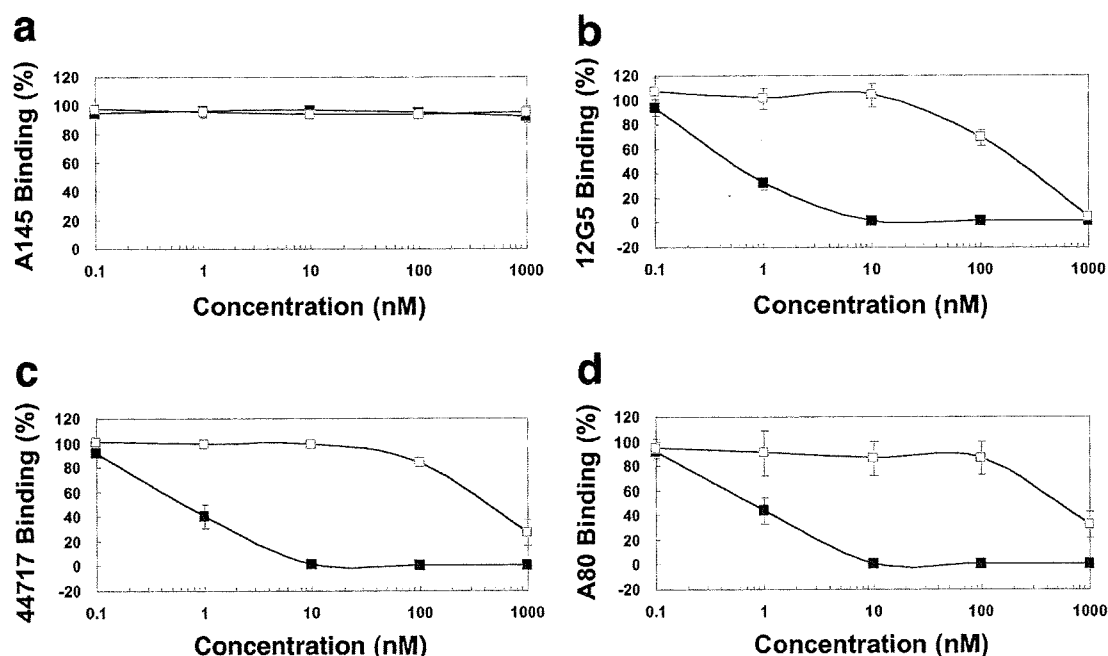 a
A145 Binding (%)
120
100
80
60
40
20
0
0.1 1 10 100 1000
Concentration (nM)
b
12G5 Binding (%)
120
100
80
60
40
20
0
-20
0.1 1 10 100 1000
Concentration (nM)
c
44717 Binding (%)
120
100
80
60
40
20
0
-20
0.1 1 10 100 1000
Concentration (nM)
d
A80 Binding (%)
120
100
80
60
40
20
0
-20
0.1 1 10 100 1000
Concentration (nM)